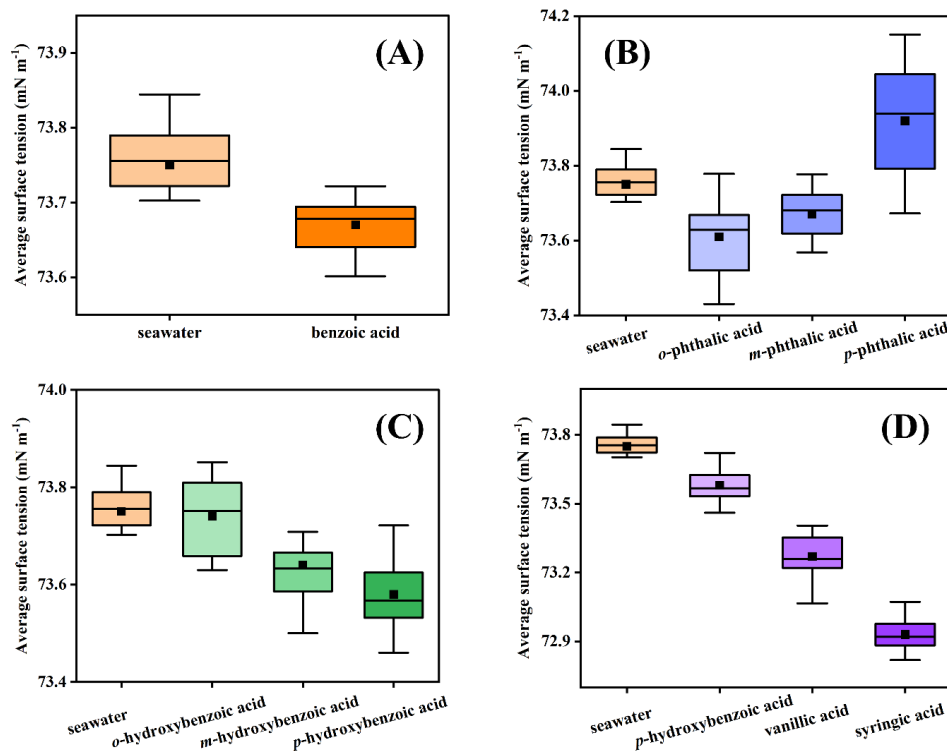 (A)
Average surface tension (mN m⁻¹)
73.9
73.8
73.7
73.6
seawater
benzoic acid
(B)
Average surface tension (mN m⁻¹)
74.2
74.0
73.8
73.6
73.4
seawater
o-phthalic acid
m-phthalic acid
p-phthalic acid
(C)
Average surface tension (mN m⁻¹)
74.0
73.8
73.6
73.4
seawater
o-hydroxybenzoic acid
m-hydroxybenzoic acid
p-hydroxybenzoic acid
(D)
Average surface tension (mN m⁻¹)
73.8
73.5
73.2
72.9
seawater
p-hydroxybenzoic acid
vanillic acid
syringic acid